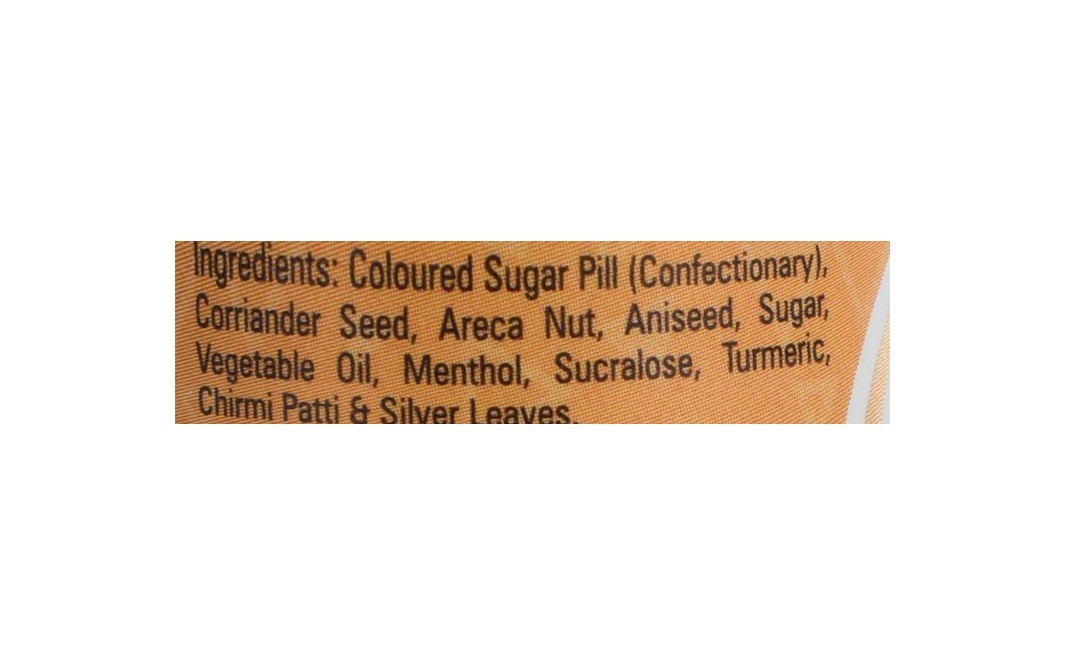 Ingredients: Coloured Sugar Pill (Confectionary),
Corriander Seed, Areca Nut, Aniseed, Sugar,
Vegetable Oil, Menthol, Sucralose, Turmeric,
Chirmi Patti & Silver Leaves.